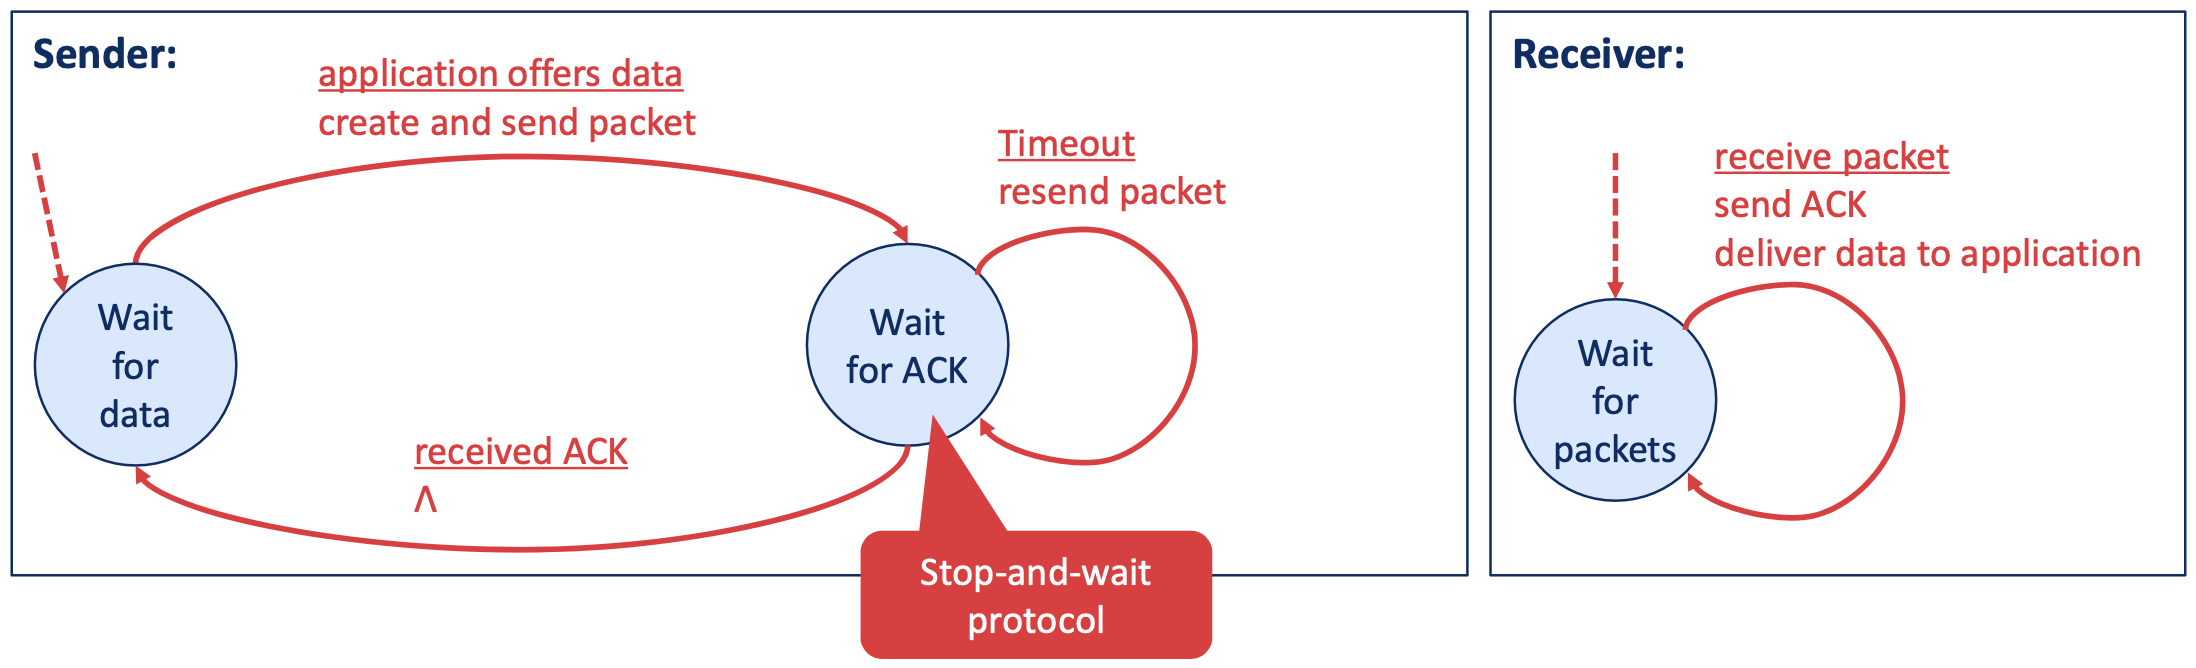 Sender:
application offers data
create and send packet
Timeout
resend packet
Wait
for
data
Wait
for ACK
received ACK
Λ
Stop-and-wait
protocol
Receiver:
receive packet
send ACK
deliver data to application
Wait
for
packets